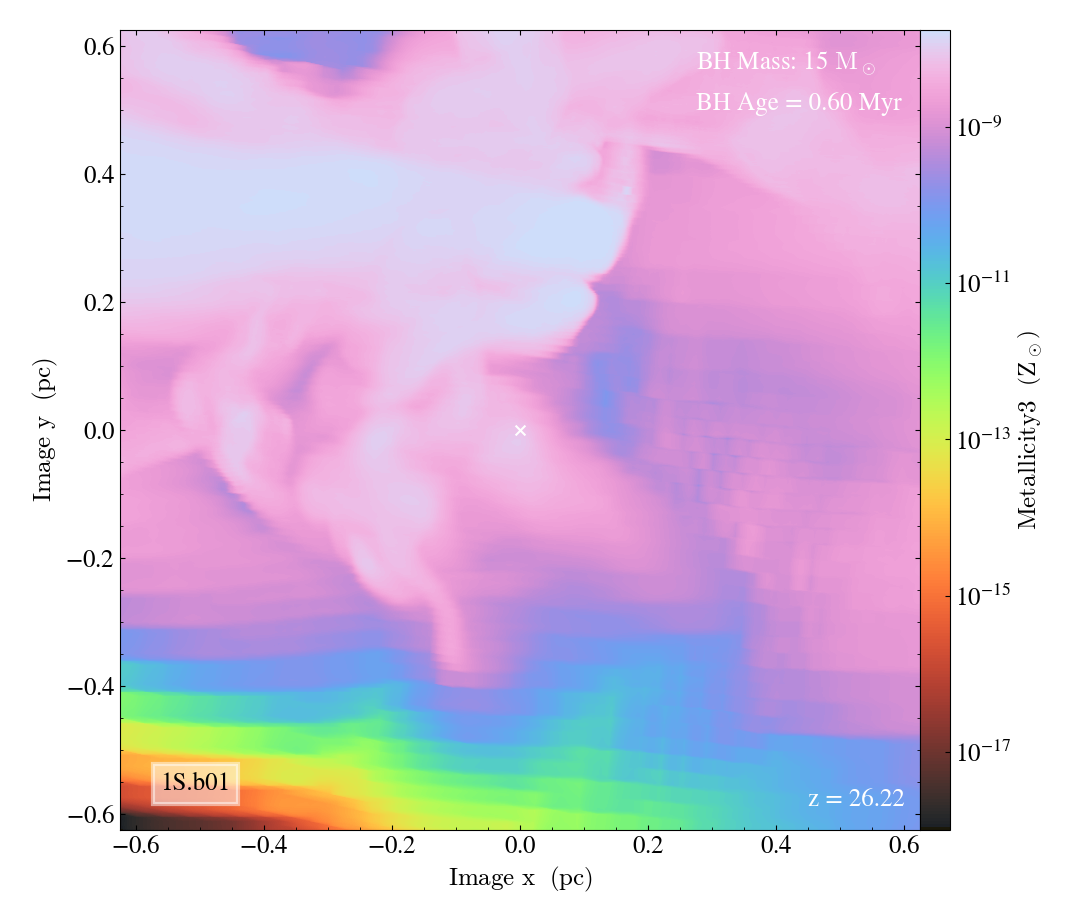 BH Mass: 15 M☉
BH Age = 0.60 Myr
0.6
0.4
0.2
0.0
−0.2
−0.4
−0.6
Image y (pc)
1S.b01
z = 26.22
−0.6 −0.4 −0.2 0.0 0.2 0.4 0.6
Image x (pc)
10⁻⁹
10⁻¹¹
10⁻¹³
10⁻¹⁵
10⁻¹⁷
Metallicity3 (Z☉)